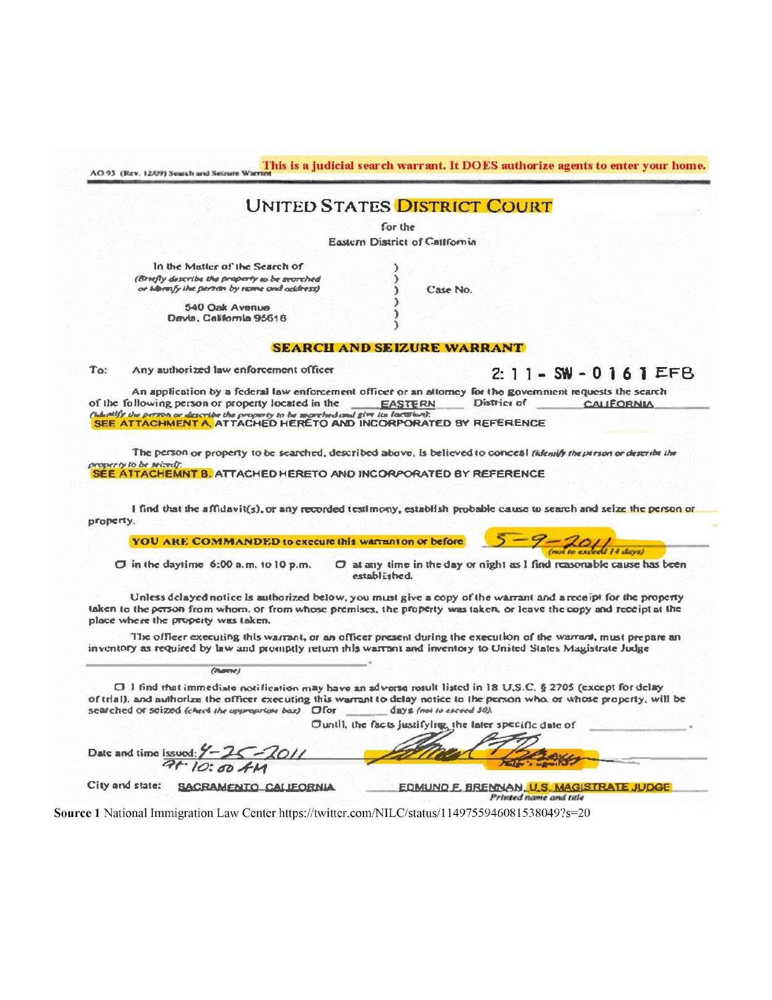 This is a judicial search warrant. It DOES authorize agents to enter your home.
AO 93 (Rev. 12/09) Search and Seizure Warrant
UNITED STATES DISTRICT COURT
for the
Eastern District of California
In the Matter of the Search of
(Briefly describe the property to be searched
or identify the person by name and address)
540 Oak Avenue
Davis, California 95616
)
)
)
)
)
)
Case No.
SEARCH AND SEIZURE WARRANT
To: Any authorized law enforcement officer
2: 11 - SW - 0161 EFB
An application by a federal law enforcement officer or an attorney for the government requests the search
of the following person or property located in the EASTERN District of CALIFORNIA
(identify the person or describe the property to be searched and give its location):
SEE ATTACHMENT A, ATTACHED HERETO AND INCORPORATED BY REFERENCE
The person or property to be searched, described above, is believed to conceal (identify the person or describe the
property to be seized):
SEE ATTACHEMNT B, ATTACHED HERETO AND INCORPORATED BY REFERENCE
I find that the affidavit(s), or any recorded testimony, establish probable cause to search and seize the person or
property.
YOU ARE COMMANDED to execute this warrant on or before 5-9-2011
(not to exceed 14 days)
in the daytime 6:00 a.m. to 10 p.m. at any time in the day or night as I find reasonable cause has been
established.
Unless delayed notice is authorized below, you must give a copy of the warrant and a receipt for the property
taken to the person from whom, or from whose premises, the property was taken, or leave the copy and receipt at the
place where the property was taken.
The officer executing this warrant, or an officer present during the execution of the warrant, must prepare an
inventory as required by law and promptly return this warrant and inventory to United States Magistrate Judge
.
(name)
I find that immediate notification may have an adverse result listed in 18 U.S.C. § 2705 (except for delay
of trial), and authorize the officer executing this warrant to delay notice to the person who, or whose property, will be
searched or seized (check the appropriate box) for days (not to exceed 30).
until, the facts justifying, the later specific date of .
Date and time issued: 4-25-2011
at 10:00 AM
Judge's signature
City and state: SACRAMENTO CALIFORNIA EDMUND F. BRENNAN, U.S. MAGISTRATE JUDGE
Printed name and title
Source 1 National Immigration Law Center https://twitter.com/NILC/status/1149755946081538049?s=20